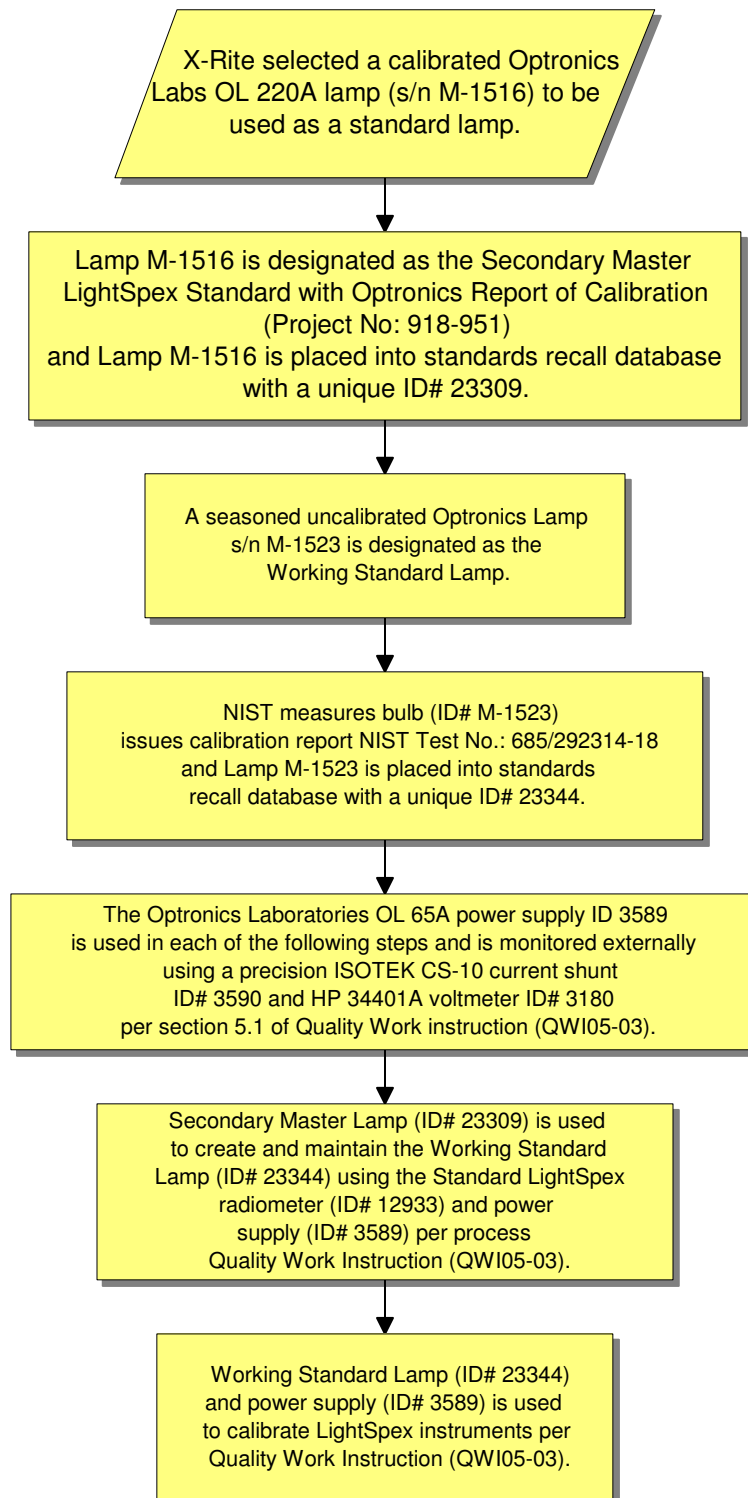 X-Rite selected a calibrated Optronics
Labs OL 220A lamp (s/n M-1516) to be
used as a standard lamp.
Lamp M-1516 is designated as the Secondary Master
LightSpex Standard with Optronics Report of Calibration
(Project No: 918-951)
and Lamp M-1516 is placed into standards recall database
with a unique ID# 23309.
A seasoned uncalibrated Optronics Lamp
s/n M-1523 is designated as the
Working Standard Lamp.
NIST measures bulb (ID# M-1523)
issues calibration report NIST Test No.: 685/292314-18
and Lamp M-1523 is placed into standards
recall database with a unique ID# 23344.
The Optronics Laboratories OL 65A power supply ID 3589
is used in each of the following steps and is monitored externally
using a precision ISOTEK CS-10 current shunt
ID# 3590 and HP 34401A voltmeter ID# 3180
per section 5.1 of Quality Work instruction (QWI05-03).
Secondary Master Lamp (ID# 23309) is used
to create and maintain the Working Standard
Lamp (ID# 23344) using the Standard LightSpex
radiometer (ID# 12933) and power
supply (ID# 3589) per process
Quality Work Instruction (QWI05-03).
Working Standard Lamp (ID# 23344)
and power supply (ID# 3589) is used
to calibrate LightSpex instruments per
Quality Work Instruction (QWI05-03).